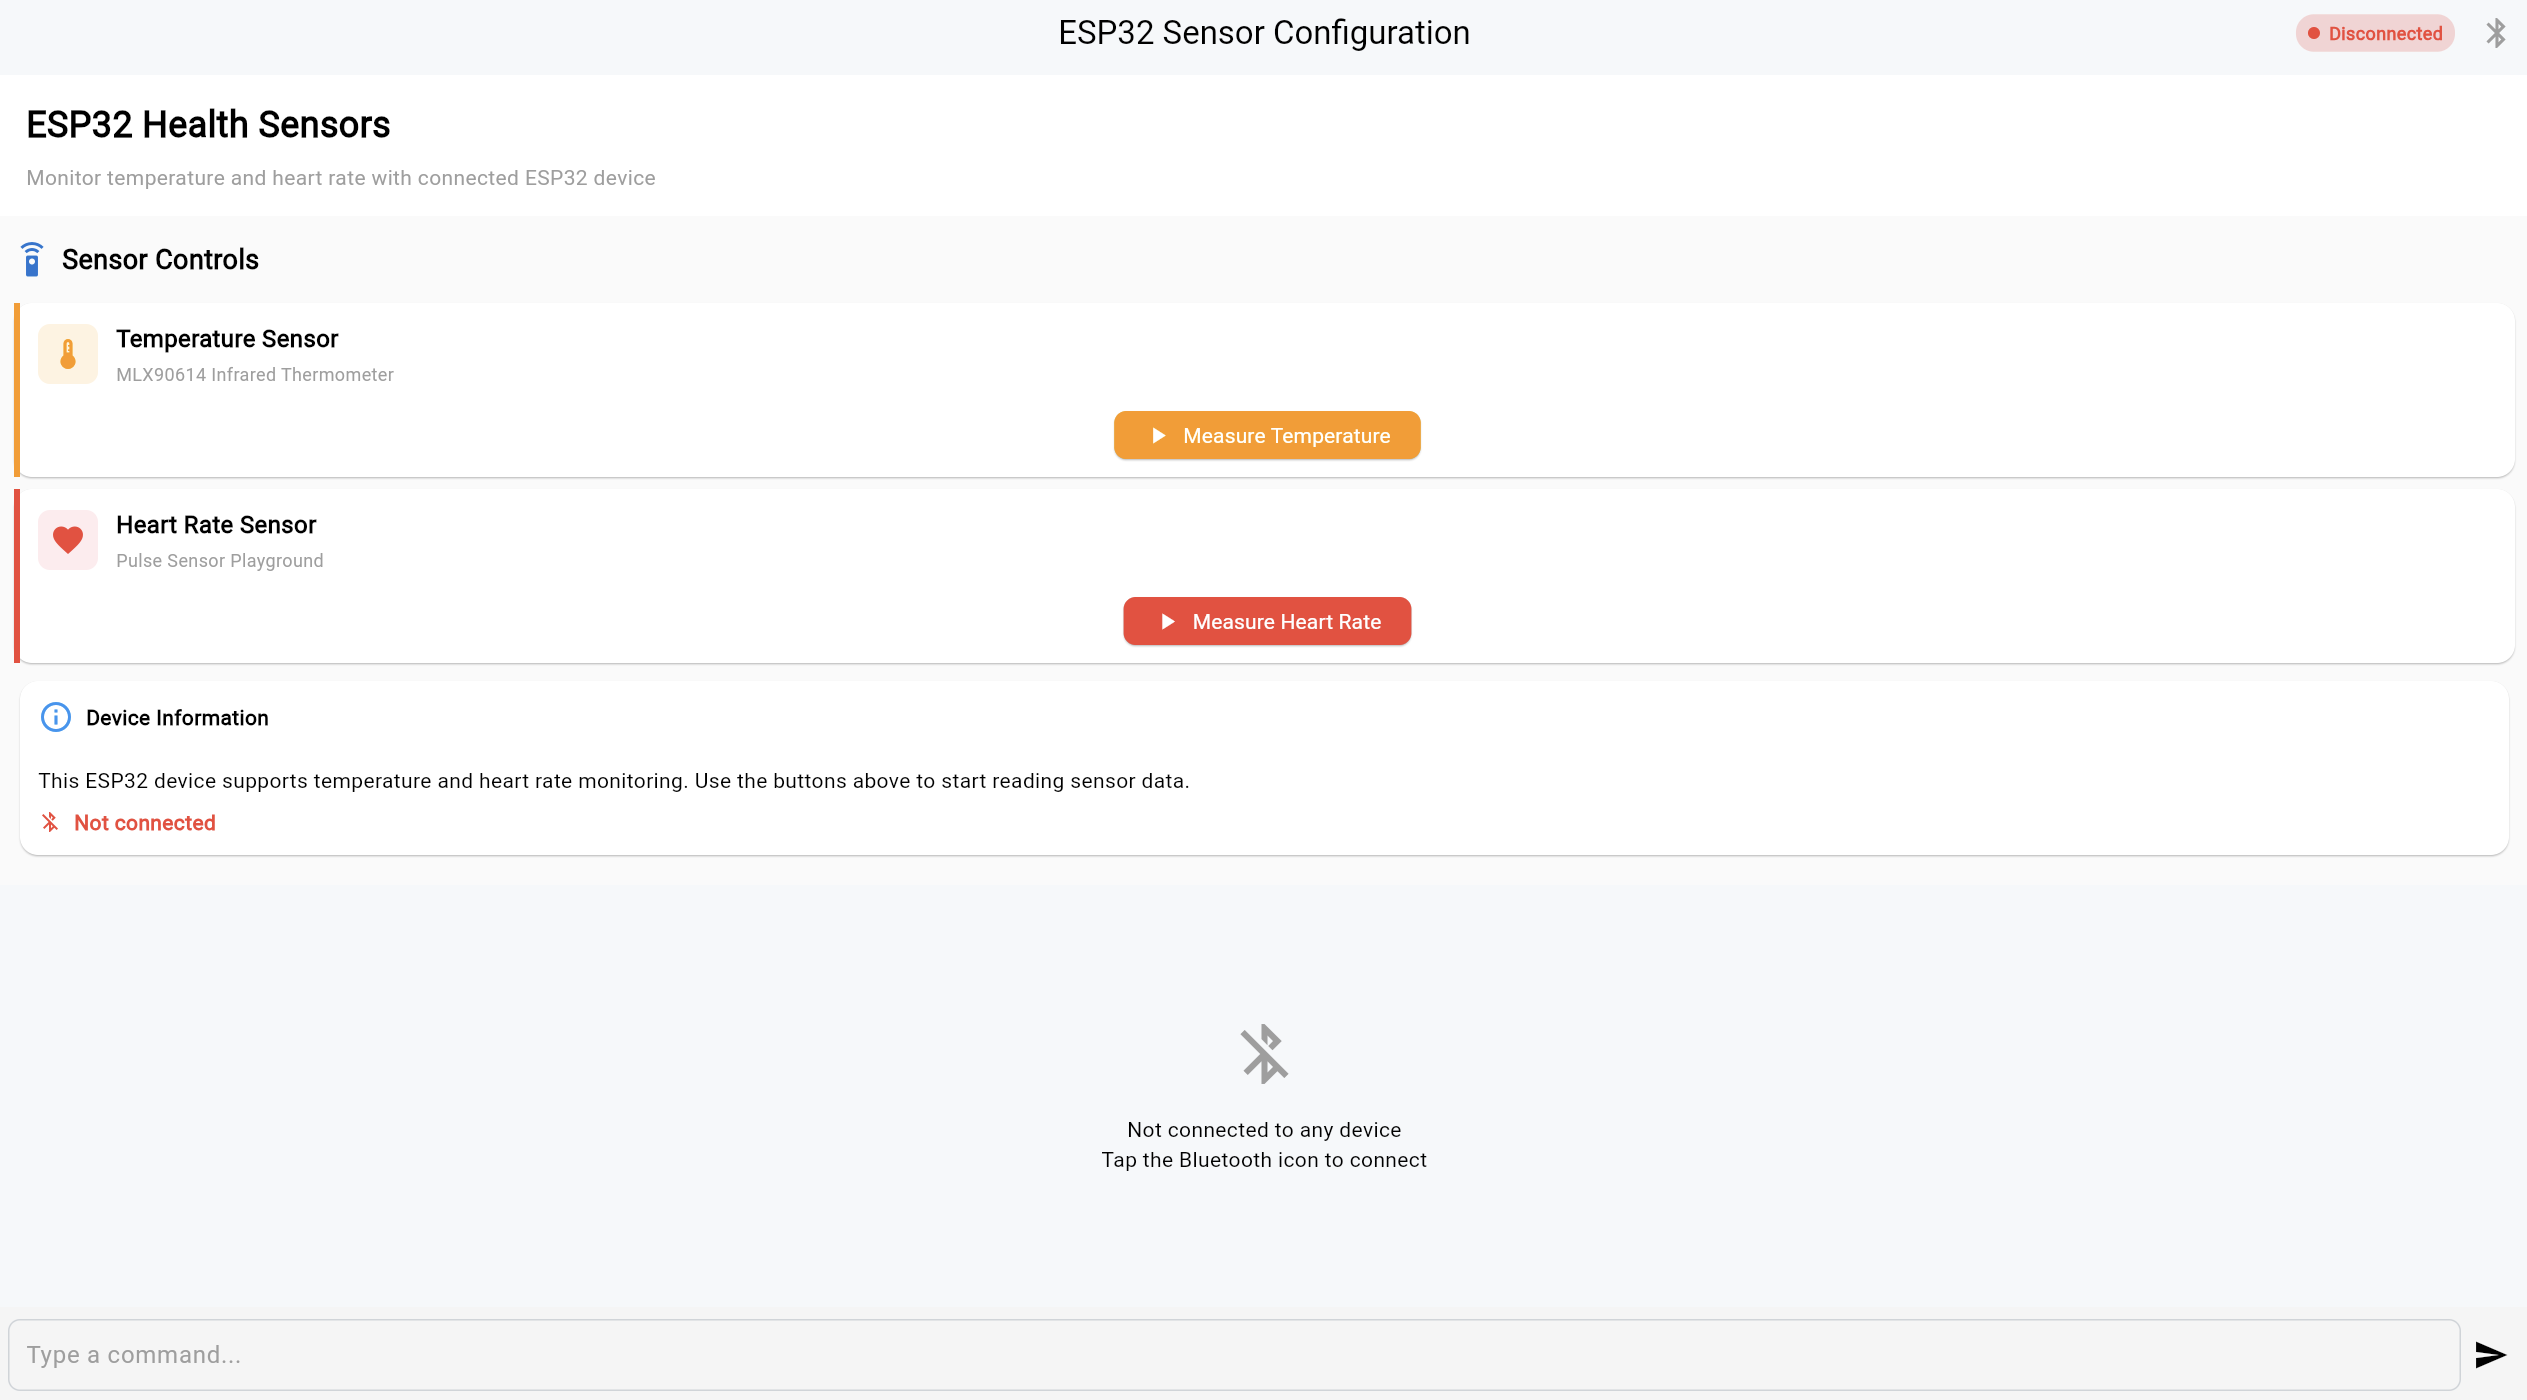 ESP32 Sensor Configuration
Disconnected
ESP32 Health Sensors
Monitor temperature and heart rate with connected ESP32 device
Sensor Controls
Temperature Sensor
MLX90614 Infrared Thermometer
Measure Temperature
Heart Rate Sensor
Pulse Sensor Playground
Measure Heart Rate
Device Information
This ESP32 device supports temperature and heart rate monitoring. Use the buttons above to start reading sensor data.
Not connected
Not connected to any device
Tap the Bluetooth icon to connect
Type a command...